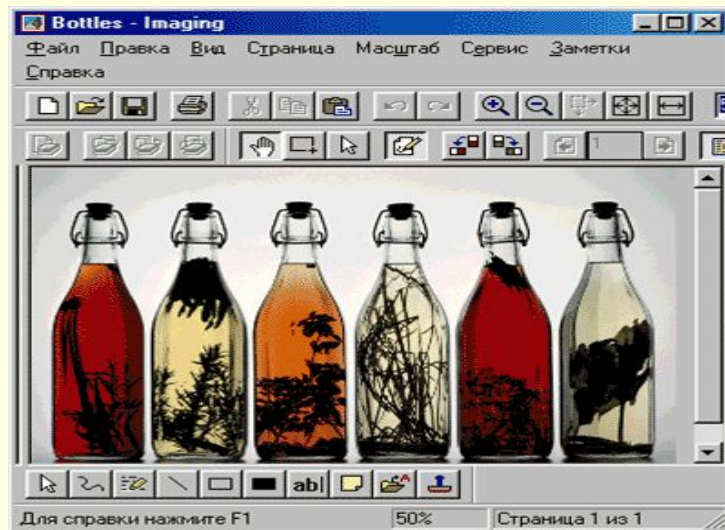 Bottles - Imaging
Файл Правка Вид Страница Масштаб Сервис Заметки
Справка
1
ab|
A
Для справки нажмите F1 50% Страница 1 из 1